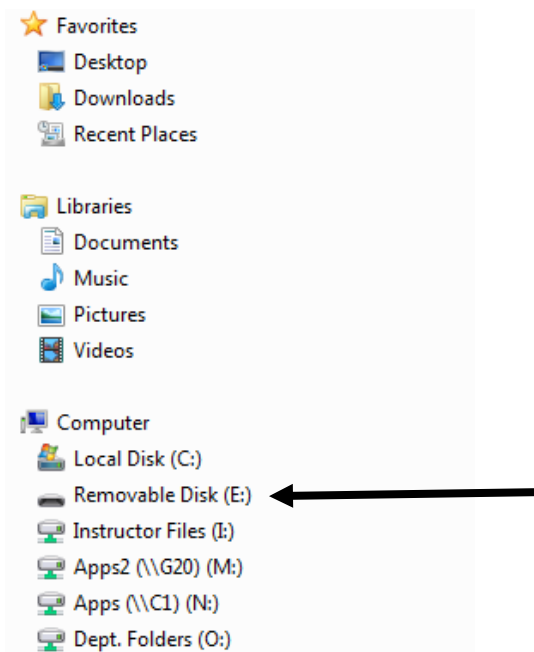 Favorites
Desktop
Downloads
Recent Places
Libraries
Documents
Music
Pictures
Videos
Computer
Local Disk (C:)
Removable Disk (E:)
Instructor Files (I:)
Apps2 (\\G20) (M:)
Apps (\\C1) (N:)
Dept. Folders (O:)